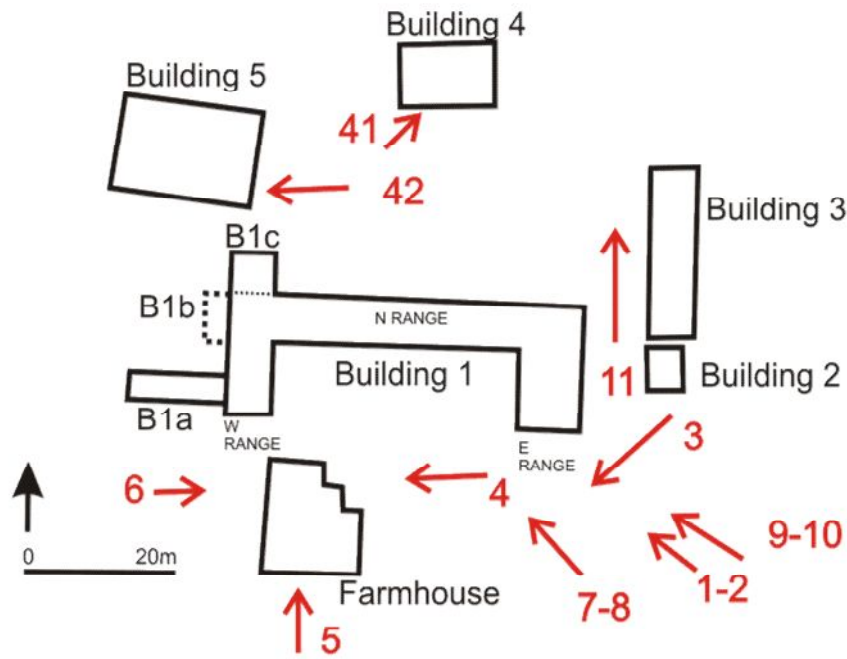 Building 4
Building 5
41
42
Building 3
B1c
B1b
N RANGE
Building 1
11
Building 2
B1a
W
RANGE
3
E
RANGE
6
4
9-10
0
20m
1-2
7-8
Farmhouse
5